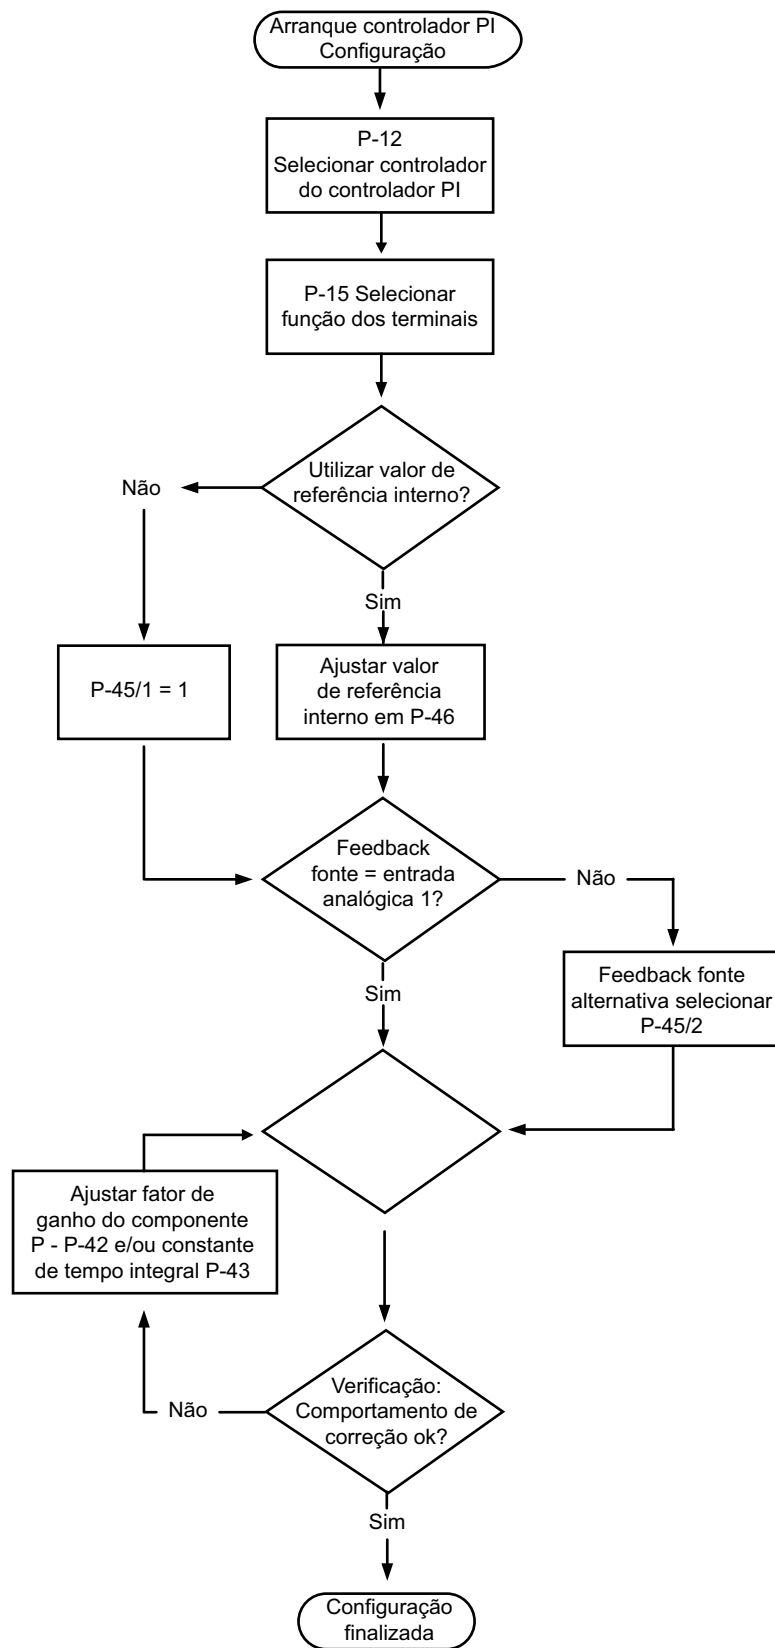 Arranque controlador PI
Configuração
P-12
Selecionar controlador
do controlador PI
P-15 Selecionar
função dos terminais
Utilizar valor de
referência interno?
Não
Sim
P-45/1 = 1
Ajustar valor
de referência
interno em P-46
Feedback
fonte = entrada
analógica 1?
Não
Sim
Feedback fonte
alternativa selecionar
P-45/2
Ajustar fator de
ganho do componente
P - P-42 e/ou constante
de tempo integral P-43
Verificação:
Comportamento de
correção ok?
Não
Sim
Configuração
finalizada